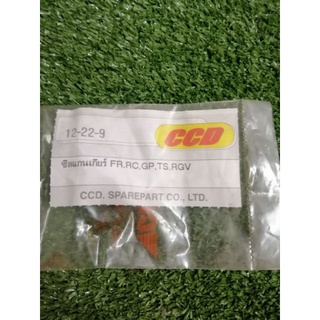 12-22-9
CCD
ซีลแกนเกียร์ FR,RC,GP,TS,RGV
CCD. SPAREPART CO., LTD.